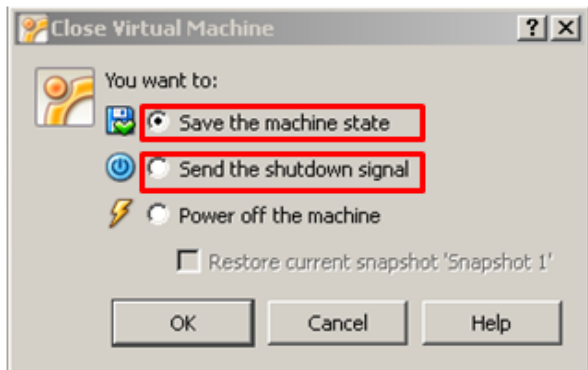 Close Virtual Machine
You want to:
Save the machine state
Send the shutdown signal
Power off the machine
Restore current snapshot 'Snapshot 1'
OK Cancel Help